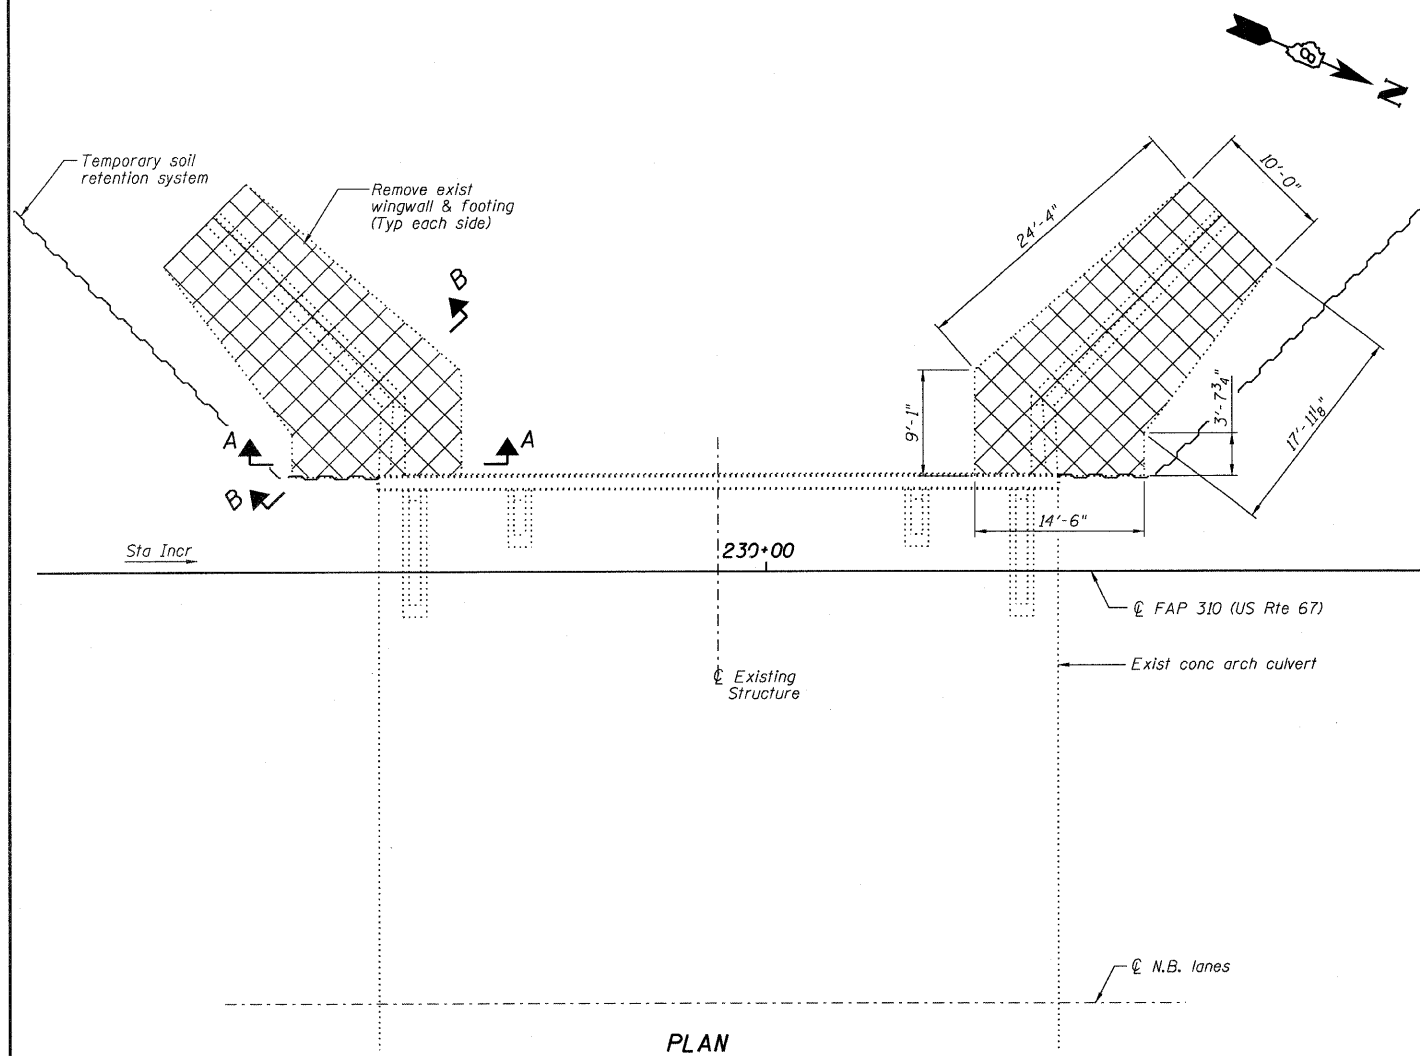 8
N
Temporary soil
retention system
Remove exist
wingwall & footing
(Typ each side)
24'-4"
10'-0"
B
A
A
B
9'-1"
3'-7¾"
17'-11⅛"
14'-6"
Sta Incr
230+00
℄ FAP 310 (US Rte 67)
Exist conc arch culvert
℄ Existing
Structure
℄ N.B. lanes
PLAN